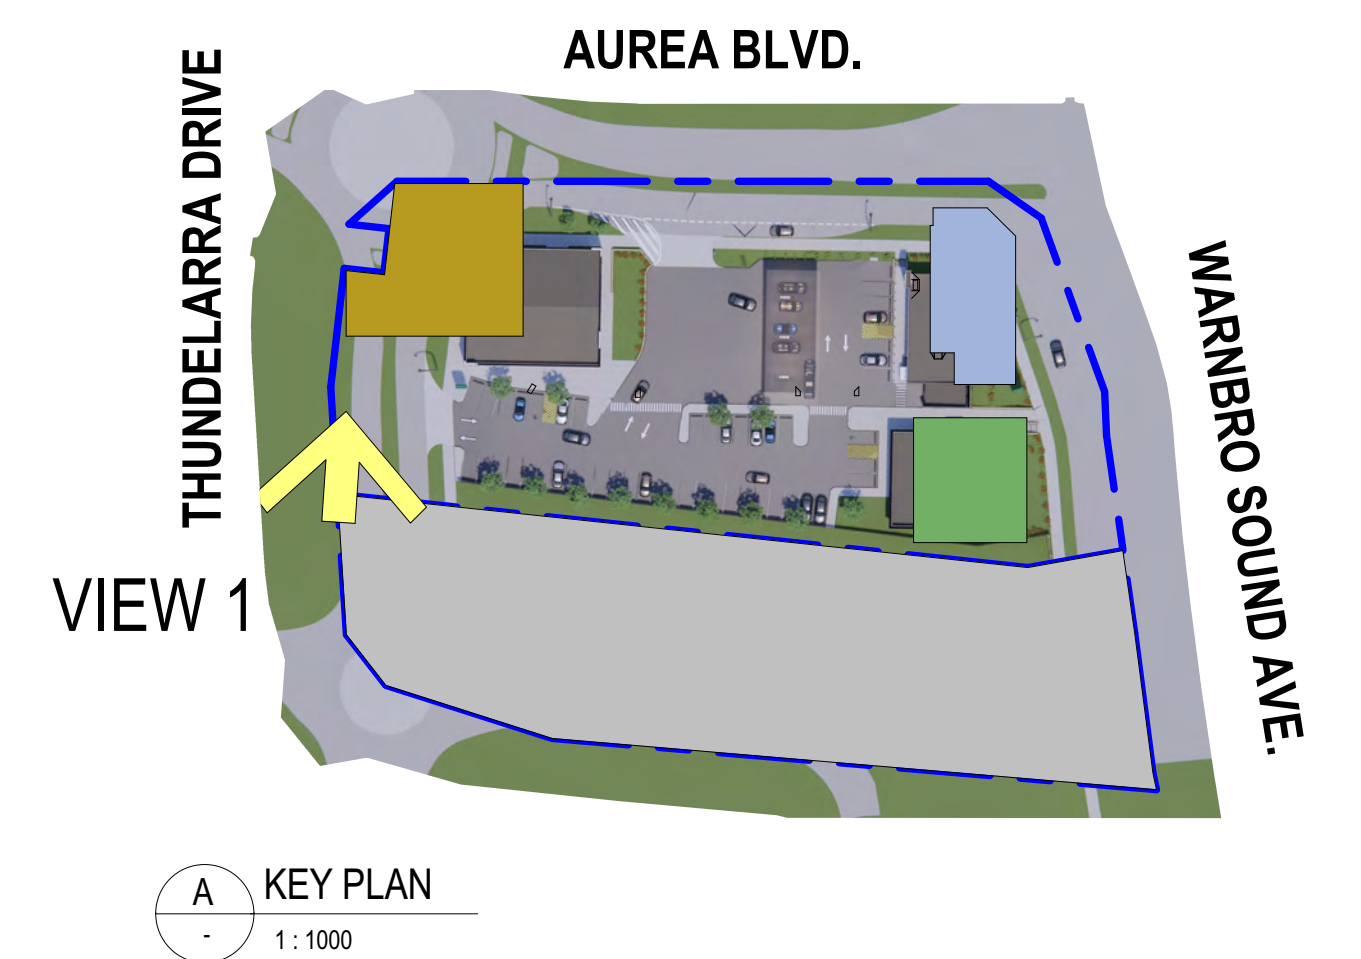 AUREA BLVD.
THUNDELARRA DRIVE
WARNBRO SOUND AVE.
VIEW 1
A
-
KEY PLAN
1 : 1000